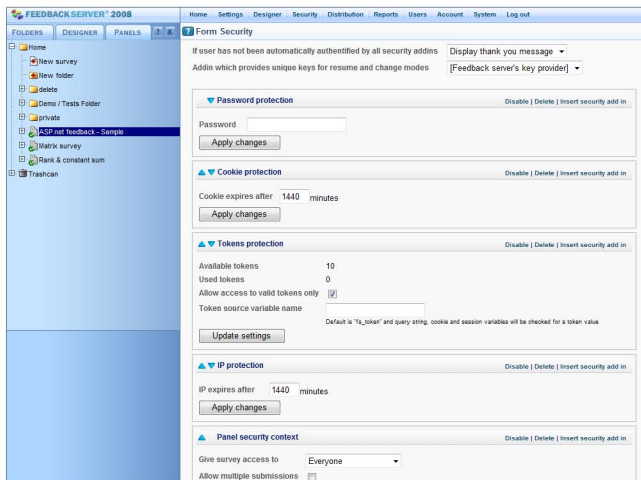 FEEDBACK SERVER® 2008
Home Settings Designer Security Distribution Reports Users Account System Log out
FOLDERS DESIGNER PANELS ? X
? Form Security
Home
New survey
New folder
delete
Demo / Tests Folder
private
ASP.net feedback - Sample
Matrix survey
Rank & constant sum
Trashcan
If user has not been automatically authentified by all security addins Display thank you message
Addin which provides unique keys for resume and change modes [Feedback server's key provider]
Password protection Disable | Delete | Insert security add in
Password
Apply changes
Cookie protection Disable | Delete | Insert security add in
Cookie expires after 1440 minutes
Apply changes
Tokens protection Disable | Delete | Insert security add in
Available tokens 10
Used tokens 0
Allow access to valid tokens only
Token source variable name
Default is "fs_token" and query string, cookie and session variables will be checked for a token value
Update settings
IP protection Disable | Delete | Insert security add in
IP expires after 1440 minutes
Apply changes
Panel security context Disable | Delete | Insert security add in
Give survey access to Everyone
Allow multiple submissions